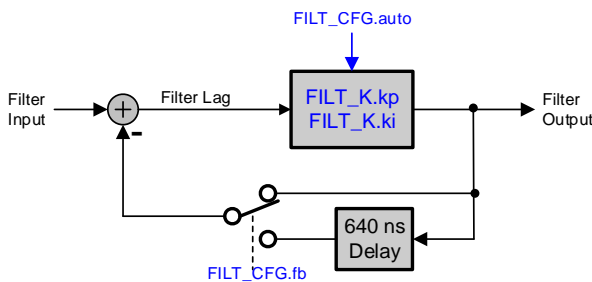 FILT_CFG.auto
Filter
Input
+
Filter Lag
FILT_K.kp
FILT_K.ki
Filter
Output
-
640 ns
Delay
FILT_CFG.fb